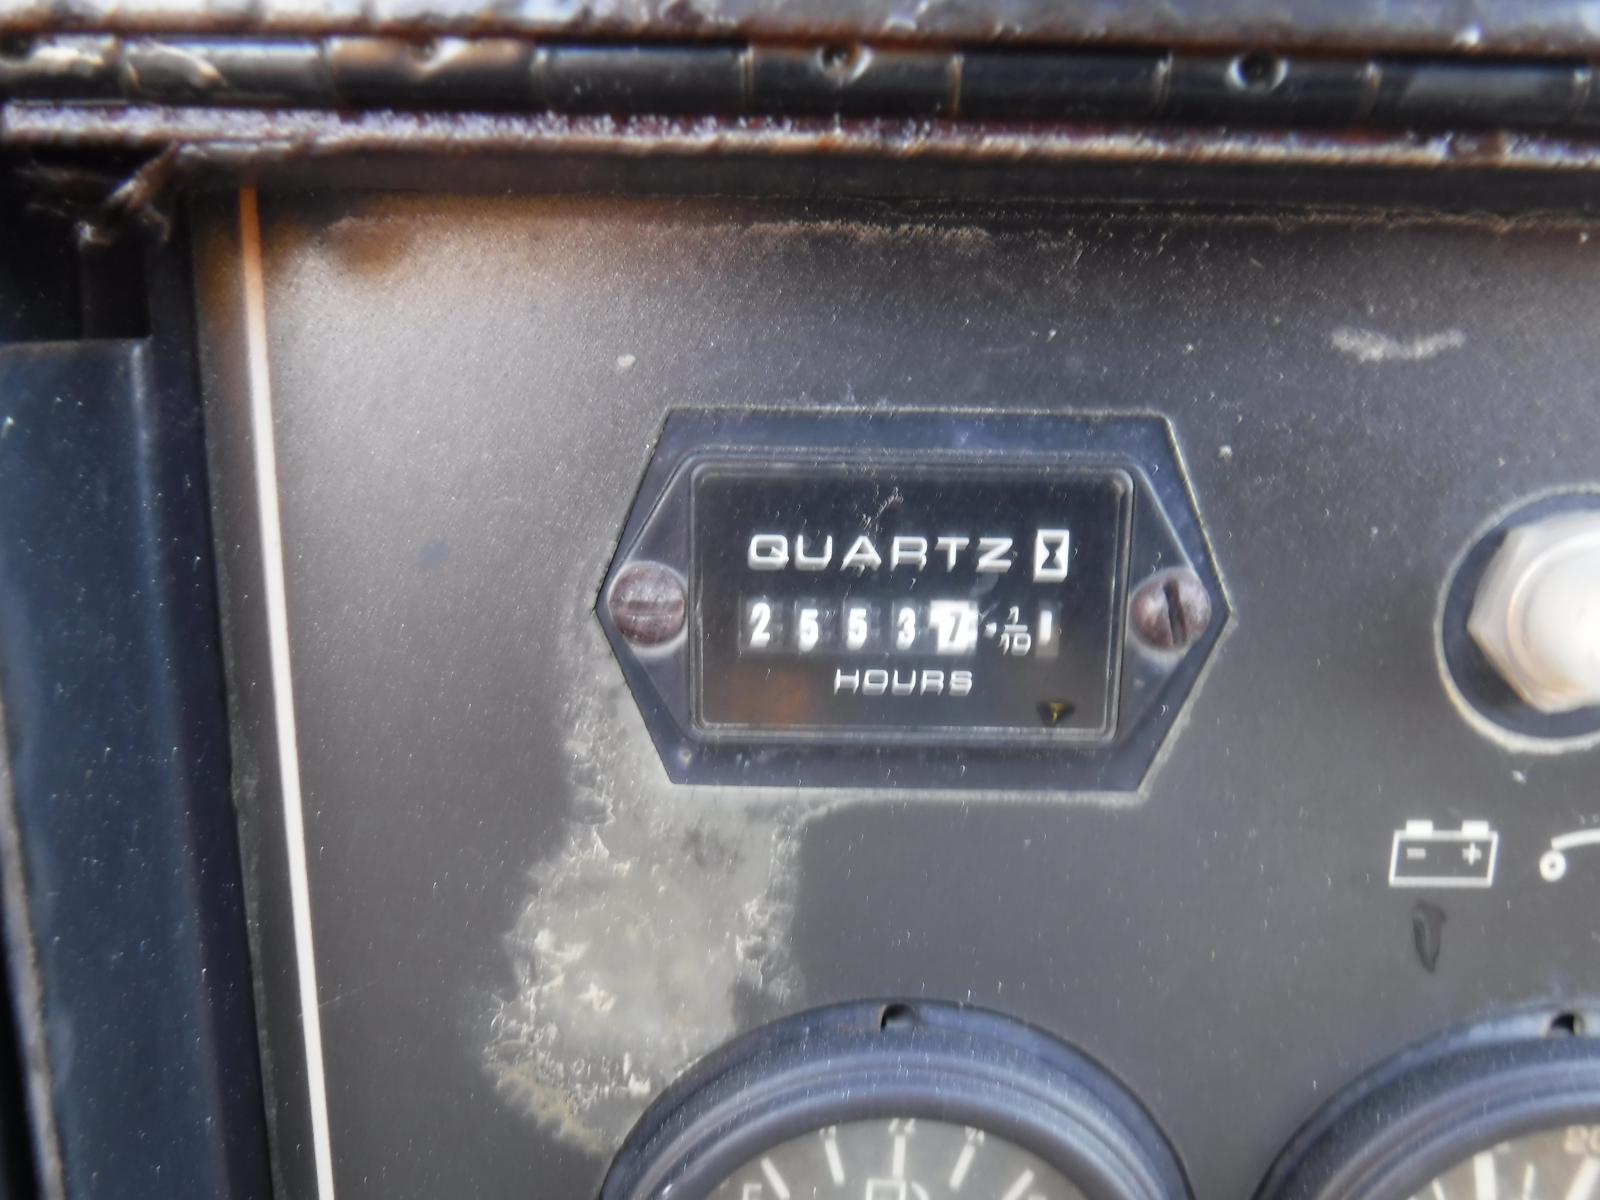 QUARTZ
25537 · 1/10
HOURS
- +